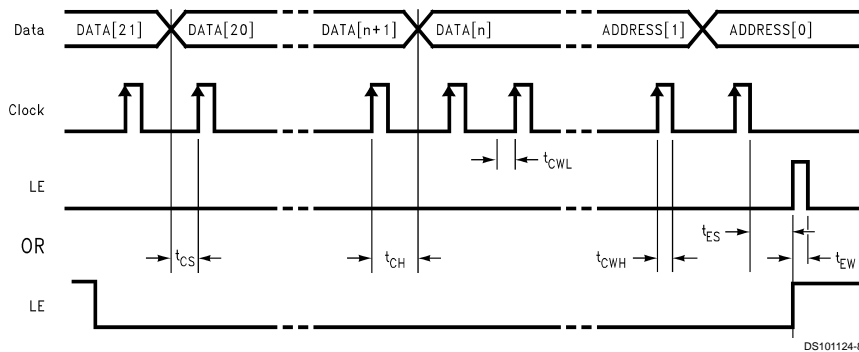 Data DATA[21] DATA[20] DATA[n+1] DATA[n] ADDRESS[1] ADDRESS[0]
Clock
tCWL
LE
OR tCS tCH tCWH tES tEW
LE
DS101124-8